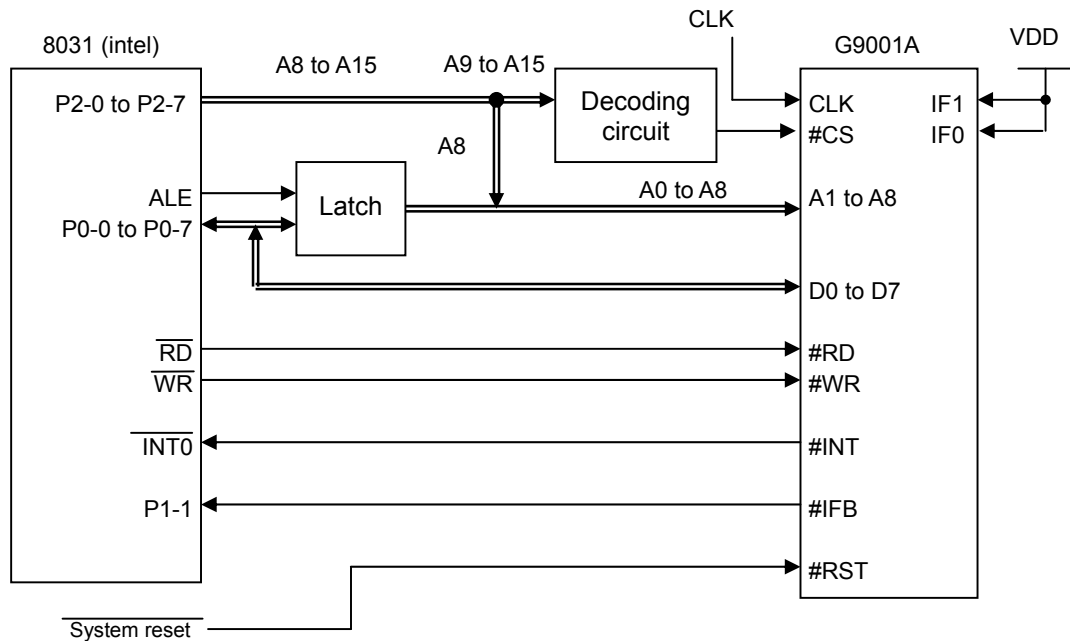 CLK
8031 (intel)
G9001A
VDD
A8 to A15
A9 to A15
P2-0 to P2-7
Decoding
circuit
CLK
IF1
#CS
IF0
A8
ALE
Latch
A0 to A8
A1 to A8
P0-0 to P0-7
D0 to D7
RD
#RD
WR
#WR
INT0
#INT
P1-1
#IFB
#RST
System reset